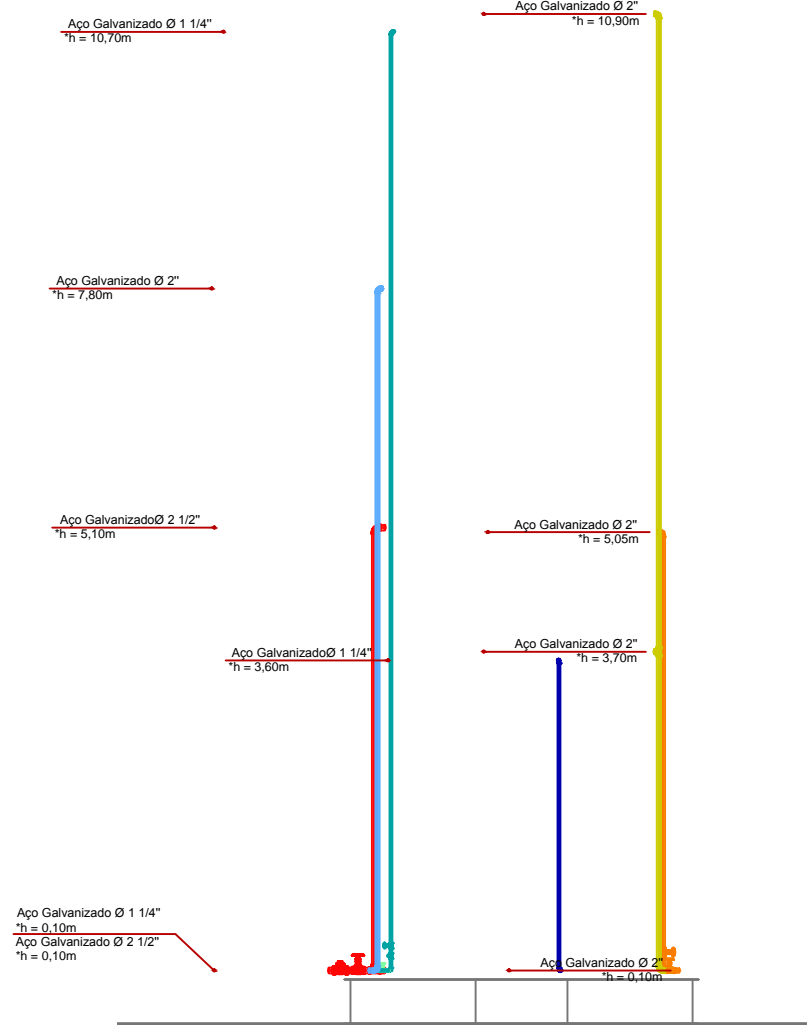 Aço Galvanizado Ø 2"
*h = 10,90m
Aço Galvanizado Ø 1 1/4"
*h = 10,70m
Aço Galvanizado Ø 2"
*h = 7,80m
Aço GalvanizadoØ 2 1/2"
*h = 5,10m
Aço Galvanizado Ø 2"
*h = 5,05m
Aço GalvanizadoØ 1 1/4"
*h = 3,60m
Aço Galvanizado Ø 2"
*h = 3,70m
Aço Galvanizado Ø 1 1/4"
*h = 0,10m
Aço Galvanizado Ø 2 1/2"
*h = 0,10m
Aço Galvanizado Ø 2"
*h = 0,10m